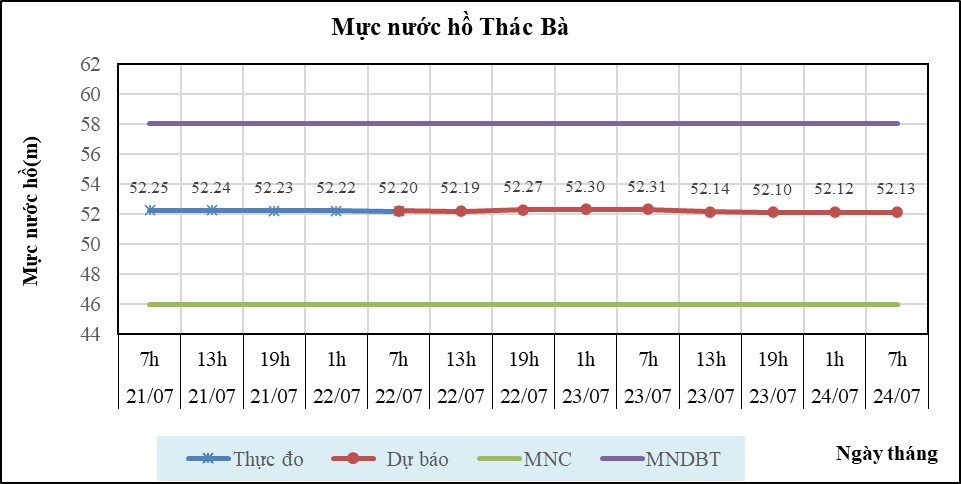 Mực nước hồ Thác Bà
Mực nước hồ(m)
62
60
58
56
54
52
50
48
46
44
52.25 52.24 52.23 52.22 52.20 52.19 52.27 52.30 52.31 52.14 52.10 52.12 52.13
7h 13h 19h 1h 7h 13h 19h 1h 7h 13h 19h 1h 7h
21/07 21/07 21/07 22/07 22/07 22/07 22/07 23/07 23/07 23/07 23/07 24/07 24/07
Thực đo Dự báo MNC MNDBT
Ngày tháng